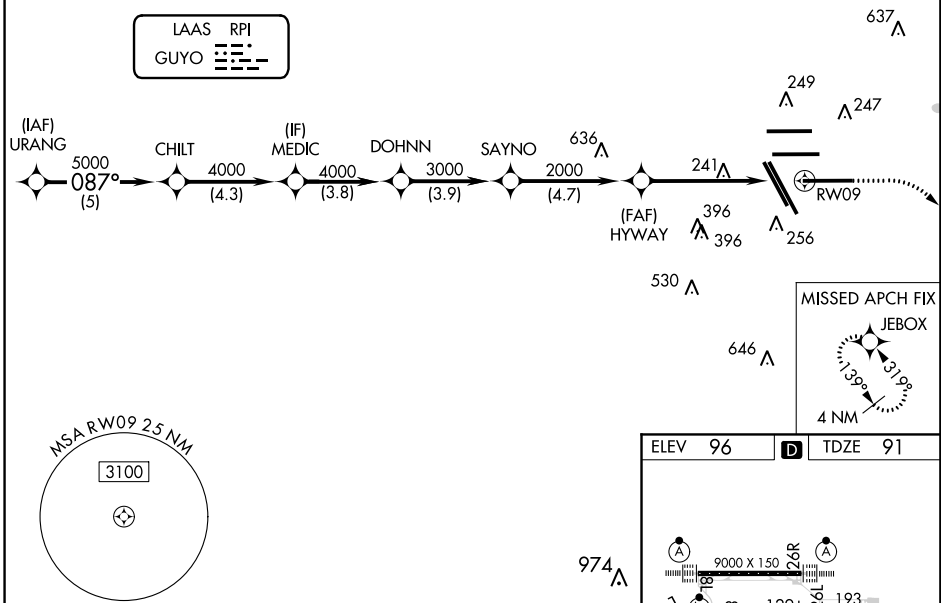 LAAS RPI
GUYO
637
249
247
(IAF)
URANG
5000
087°
(5)
CHILT
4000
(4.3)
(IF)
MEDIC
4000
(3.8)
DOHNN
3000
(3.9)
SAYNO
2000
(4.7)
636
(FAF)
HYWAY
241
RW09
396
396
256
530
646
MISSED APCH FIX
JEBOX
139°
319°
4 NM
MSA RW09 25 NM
3100
ELEV 96
D
TDZE 91
974
A
9000 X 150
26R
A
193